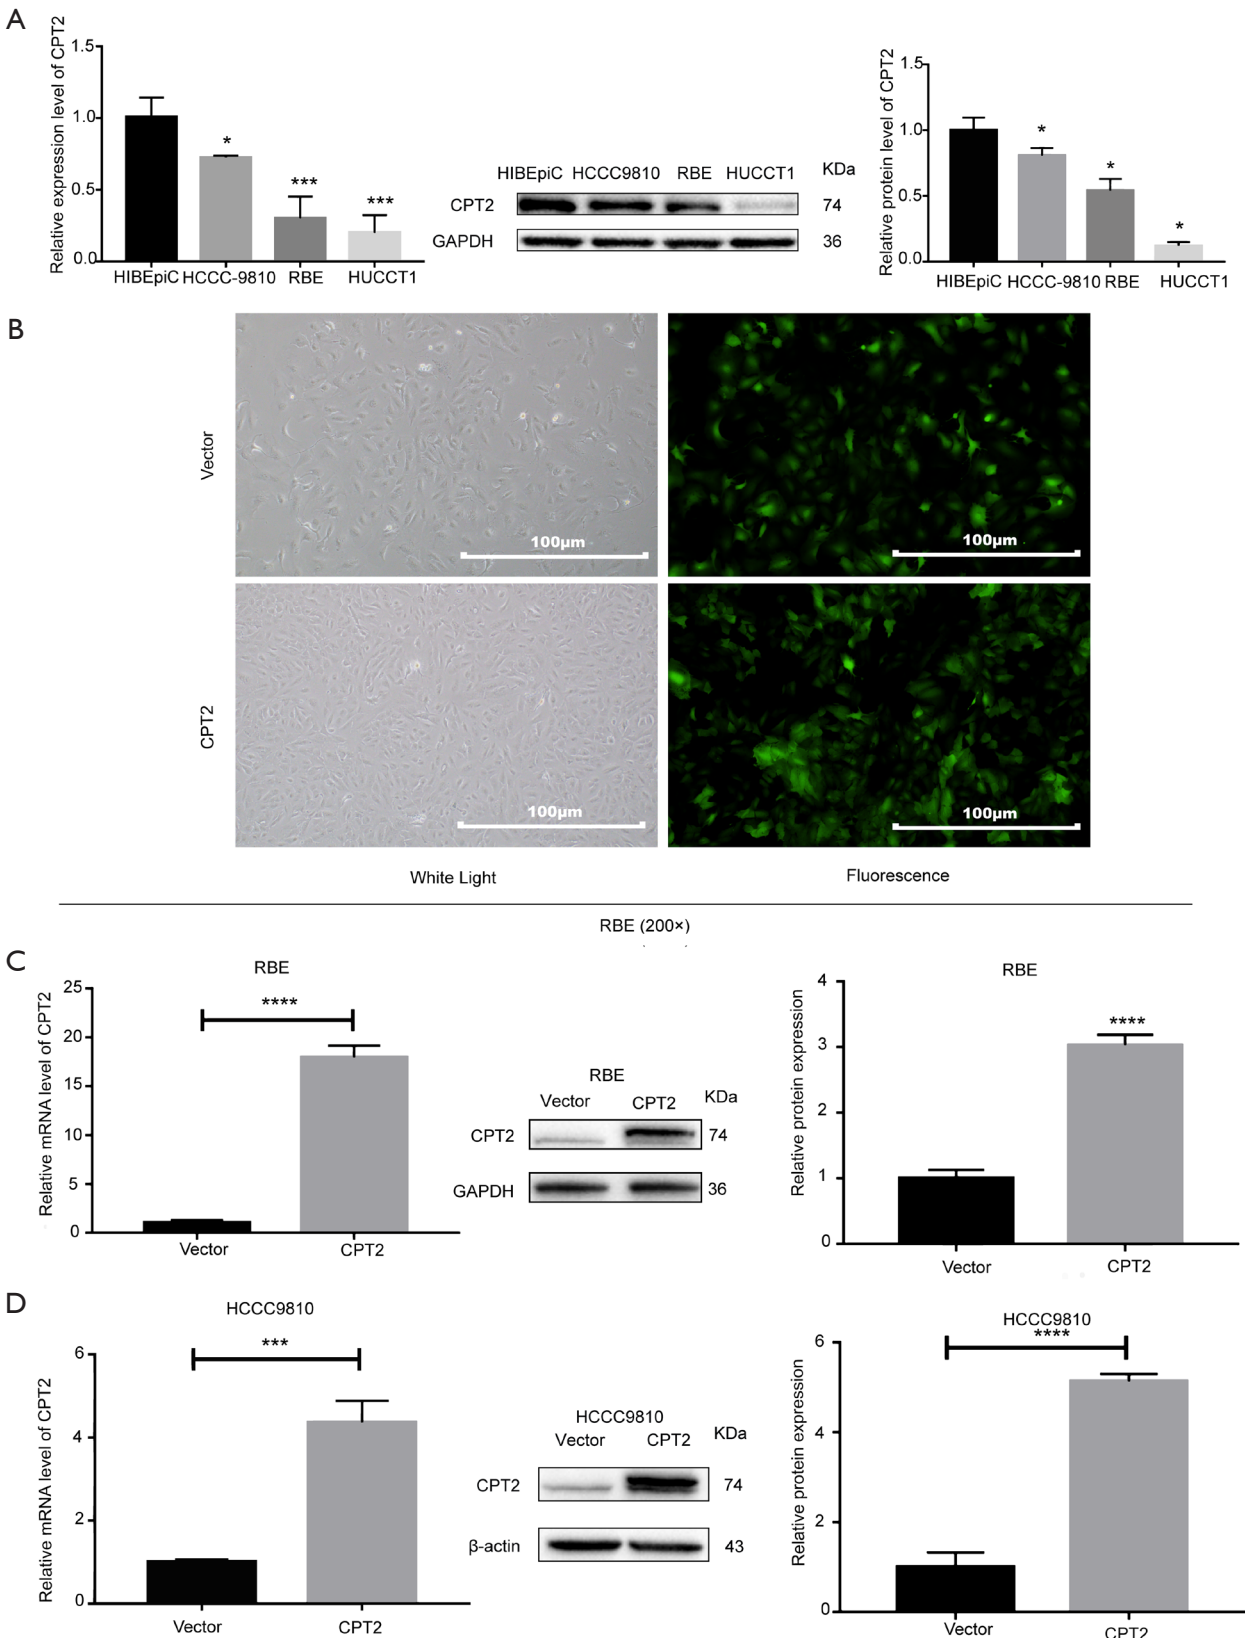 A
Relative expression level of CPT2
1.5
1.0
0.5
0.0
*
***
***
HIBEpiC HCCC-9810 RBE HUCCT1
HIBEpiC HCCC9810 RBE HUCCT1 KDa
CPT2 74
GAPDH 36
Relative protein level of CPT2
1.5
1.0
0.5
0.0
*
*
*
HIBEpiC HCCC-9810 RBE HUCCT1
B
Vector
100μm
100μm
CPT2
100μm
100μm
White Light Fluorescence
RBE (200×)
C
RBE
Relative mRNA level of CPT2
25
20
15
10
5
0
****
Vector CPT2
RBE
Vector CPT2 KDa
CPT2 74
GAPDH 36
RBE
Relative protein expression
4
3
2
1
0
****
Vector CPT2
D
HCCC9810
Relative mRNA level of CPT2
6
4
2
0
***
Vector CPT2
HCCC9810
Vector CPT2 KDa
CPT2 74
β-actin 43
HCCC9810
Relative protein expression
6
4
2
0
****
Vector CPT2